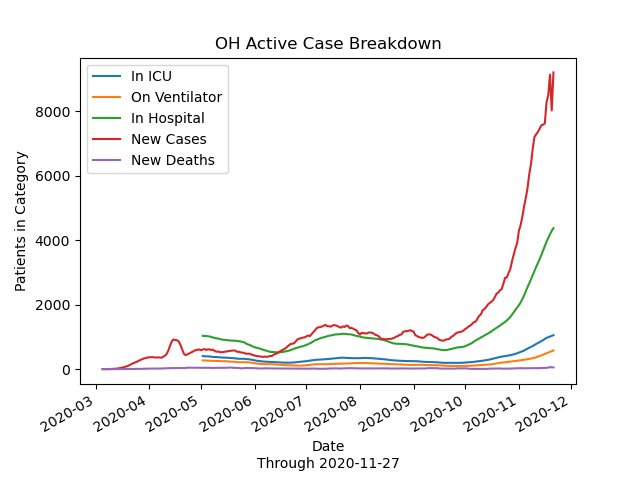 OH Active Case Breakdown
In ICU
On Ventilator
In Hospital
New Cases
New Deaths
Patients in Category
8000
6000
4000
2000
0
2020-03
2020-04
2020-05
2020-06
2020-07
2020-08
2020-09
2020-10
2020-11
2020-12
Date
Through 2020-11-27